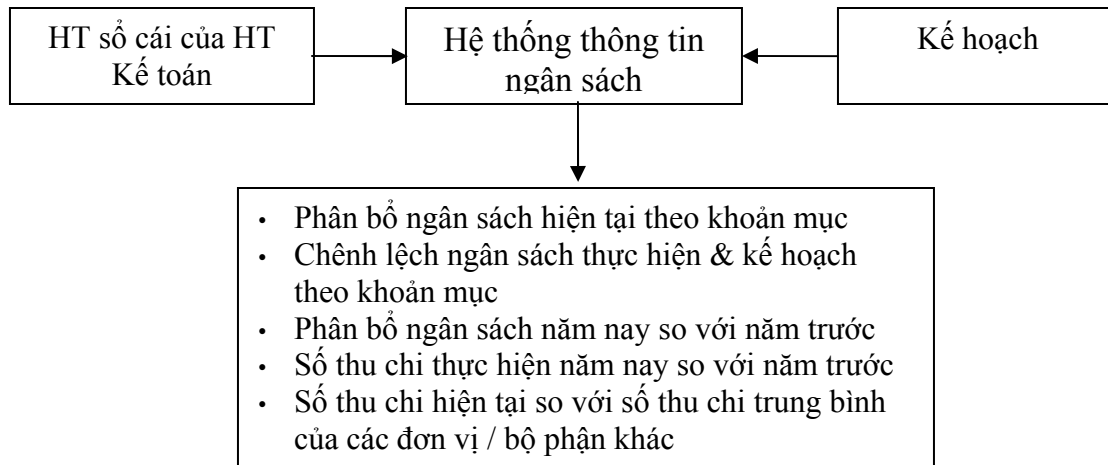 HT sổ cái của HT
Kế toán
Hệ thống thông tin
ngân sách
Kế hoạch
• Phân bổ ngân sách hiện tại theo khoản mục
• Chênh lệch ngân sách thực hiện & kế hoạch
theo khoản mục
• Phân bổ ngân sách năm nay so với năm trước
• Số thu chi thực hiện năm nay so với năm trước
• Số thu chi hiện tại so với số thu chi trung bình
của các đơn vị / bộ phận khác